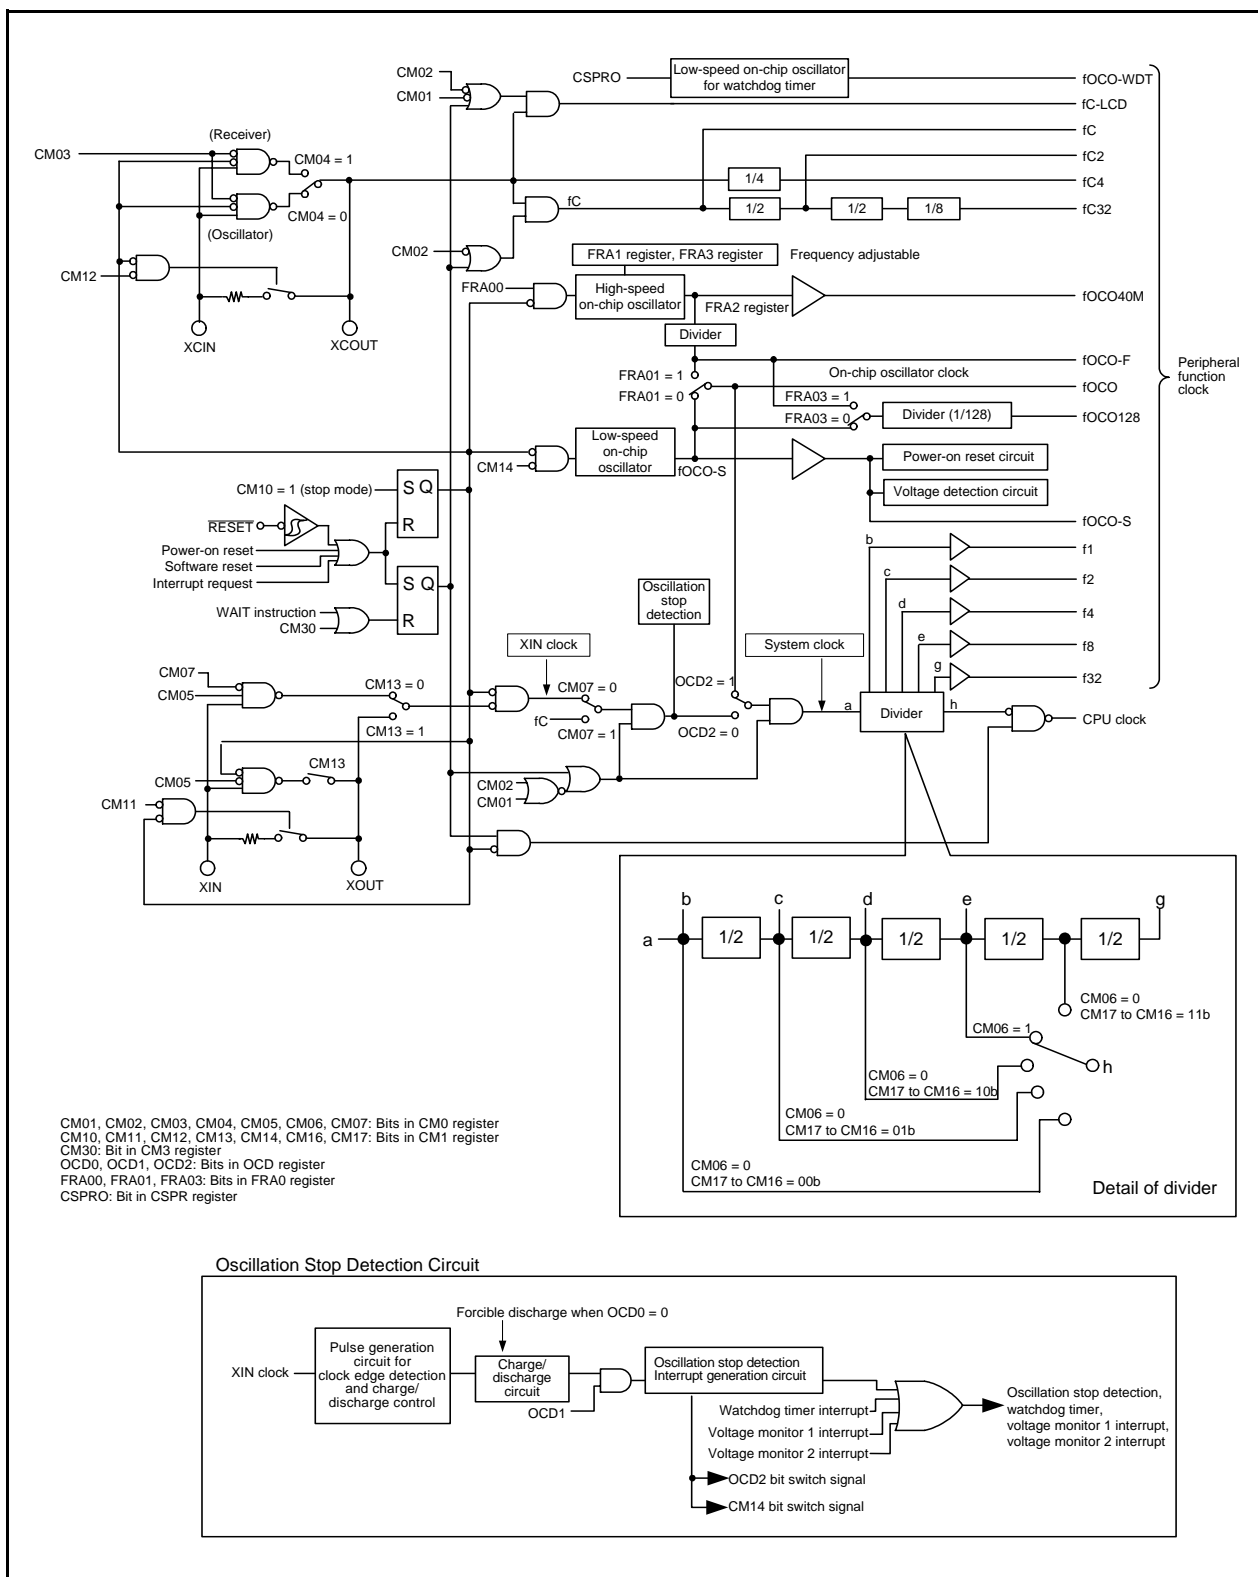 CM02
CM01
CSPRO
Low-speed on-chip oscillator
for watchdog timer
fOCO-WDT
fC-LCD
(Receiver)
CM03
CM04 = 1
CM04 = 0
(Oscillator)
CM12
XCIN
XCOUT
fC
fC2
1/4
fC4
fC
1/2
1/2
1/8
fC32
CM02
FRA1 register, FRA3 register
Frequency adjustable
FRA00
High-speed
on-chip oscillator
FRA2 register
fOCO40M
Divider
fOCO-F
FRA01 = 1
FRA01 = 0
On-chip oscillator clock
fOCO
FRA03 = 1
FRA03 = 0
Divider (1/128)
fOCO128
Peripheral
function
clock
CM14
Low-speed
on-chip
oscillator
fOCO-S
Power-on reset circuit
Voltage detection circuit
fOCO-S
CM10 = 1 (stop mode)
S Q
R
RESET
Power-on reset
Software reset
Interrupt request
S Q
R
WAIT instruction
CM30
b
f1
c
f2
d
f4
e
f8
g
f32
Oscillation
stop
detection
XIN clock
System clock
CM07
CM05
CM13 = 0
CM13 = 1
CM07 = 0
fC
CM07 = 1
OCD2 = 1
OCD2 = 0
a
Divider
h
CPU clock
CM13
CM05
CM11
CM02
CM01
XIN
XOUT
b
c
d
e
g
a
1/2
1/2
1/2
1/2
1/2
CM06 = 0
CM17 to CM16 = 11b
CM06 = 1
h
CM06 = 0
CM17 to CM16 = 10b
CM06 = 0
CM17 to CM16 = 01b
CM06 = 0
CM17 to CM16 = 00b
Detail of divider
CM01, CM02, CM03, CM04, CM05, CM06, CM07: Bits in CM0 register
CM10, CM11, CM12, CM13, CM14, CM16, CM17: Bits in CM1 register
CM30: Bit in CM3 register
OCD0, OCD1, OCD2: Bits in OCD register
FRA00, FRA01, FRA03: Bits in FRA0 register
CSPRO: Bit in CSPR register
Oscillation Stop Detection Circuit
Forcible discharge when OCD0 = 0
XIN clock
Pulse generation
circuit for
clock edge detection
and charge/
discharge control
Charge/
discharge
circuit
OCD1
Oscillation stop detection
Interrupt generation circuit
Watchdog timer interrupt
Voltage monitor 1 interrupt
Voltage monitor 2 interrupt
Oscillation stop detection,
watchdog timer,
voltage monitor 1 interrupt,
voltage monitor 2 interrupt
OCD2 bit switch signal
CM14 bit switch signal